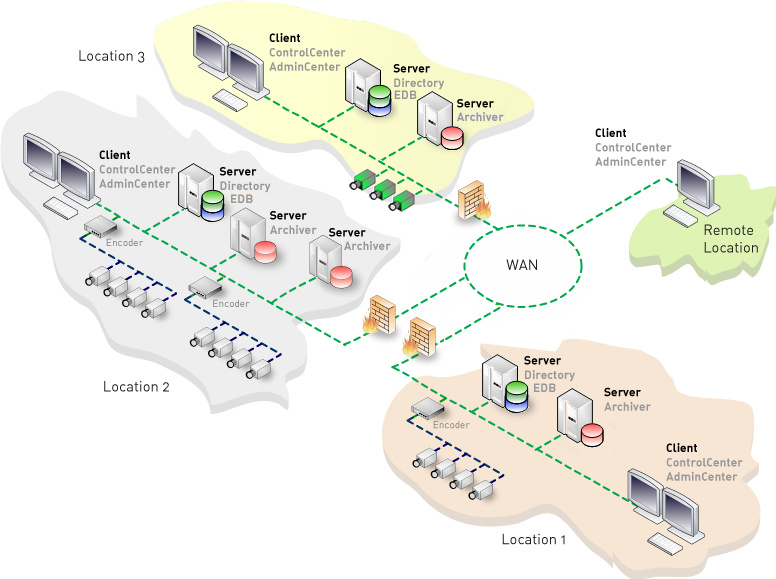 Location 3
Client
ControlCenter
AdminCenter
Server
Directory
EDB
Server
Archiver
Client
ControlCenter
AdminCenter
Server
Directory
EDB
Server
Archiver
Server
Archiver
Encoder
Encoder
Location 2
Client
ControlCenter
AdminCenter
Remote
Location
WAN
Server
Directory
EDB
Server
Archiver
Encoder
Client
ControlCenter
AdminCenter
Location 1